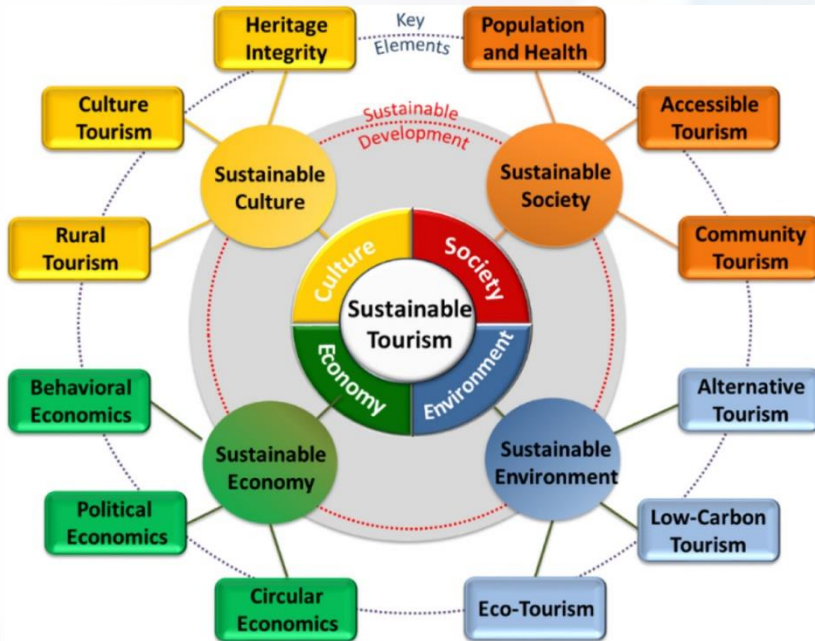 Heritage
Integrity
Key
Elements
Population
and Health
Culture
Tourism
Sustainable
Development
Accessible
Tourism
Sustainable
Culture
Sustainable
Society
Rural
Tourism
Community
Tourism
Culture
Society
Sustainable
Tourism
Economy
Environment
Behavioral
Economics
Alternative
Tourism
Sustainable
Economy
Sustainable
Environment
Political
Economics
Low-Carbon
Tourism
Circular
Economics
Eco-Tourism